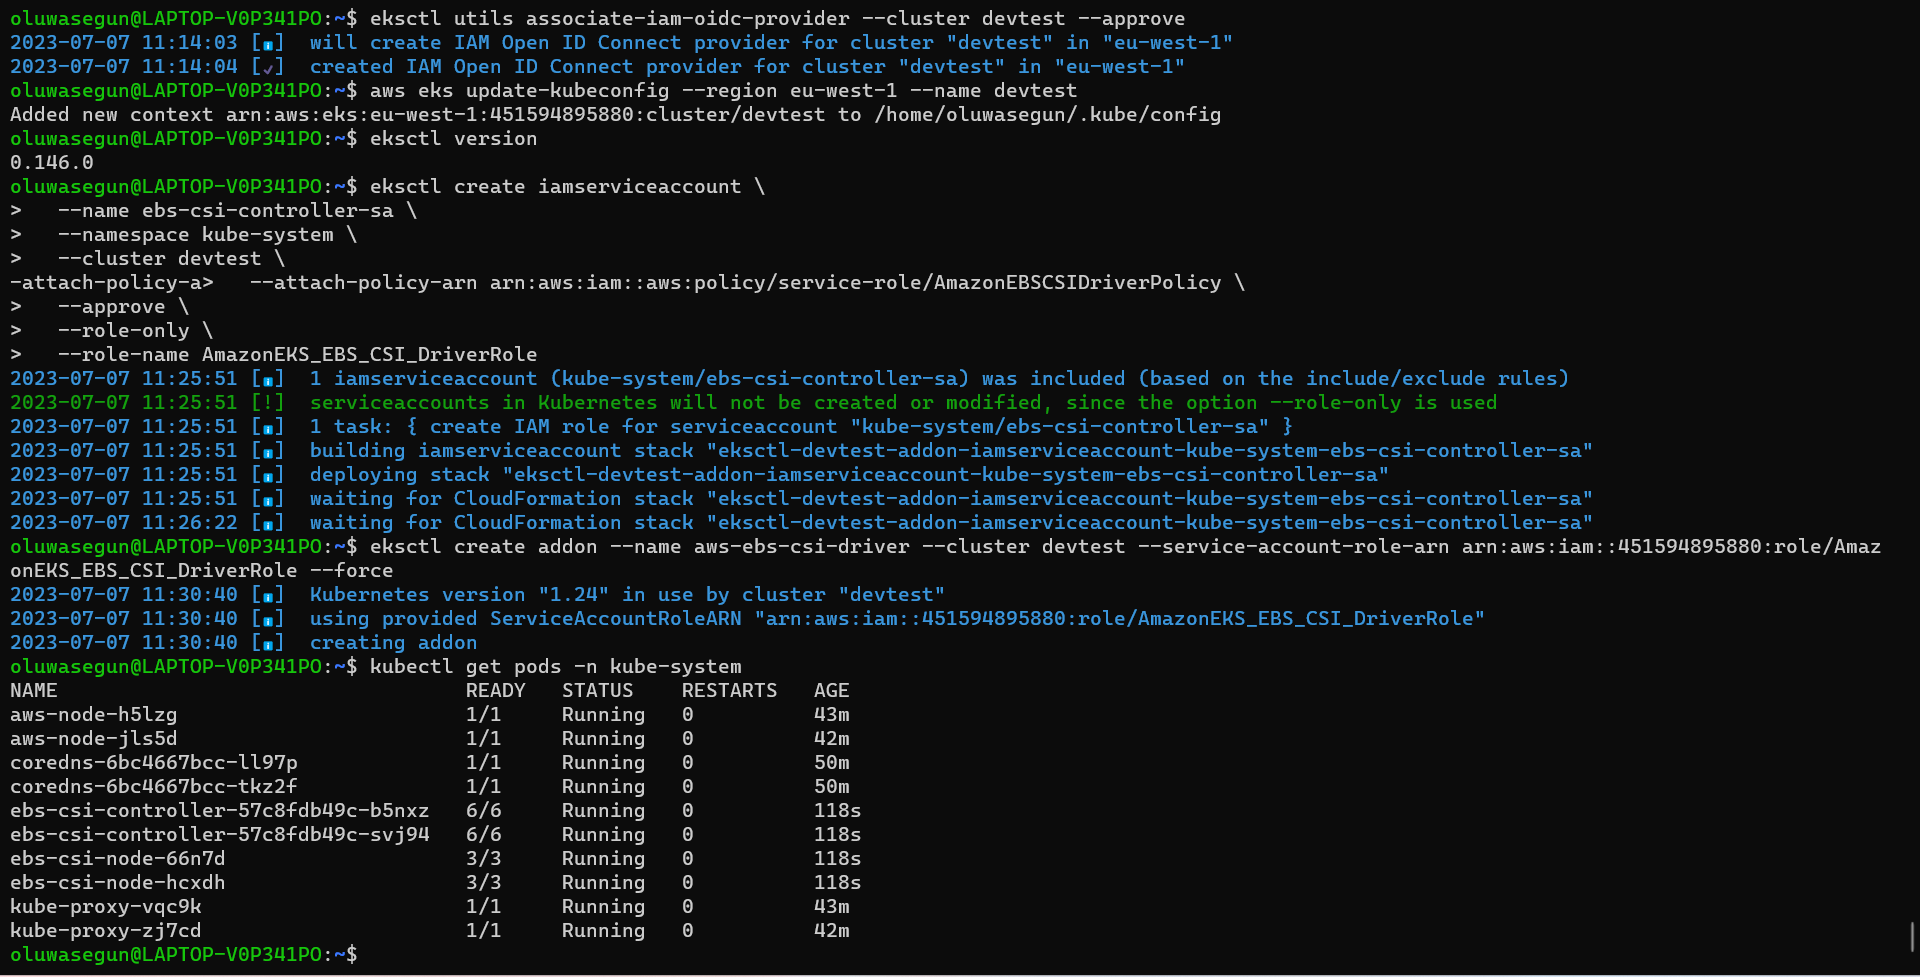 oluwasegun@LAPTOP-V0P341PO:~$ eksctl utils associate-iam-oidc-provider --cluster devtest --approve
2023-07-07 11:14:03 [ℹ]  will create IAM Open ID Connect provider for cluster "devtest" in "eu-west-1"
2023-07-07 11:14:04 [✓]  created IAM Open ID Connect provider for cluster "devtest" in "eu-west-1"
oluwasegun@LAPTOP-V0P341PO:~$ aws eks update-kubeconfig --region eu-west-1 --name devtest
Added new context arn:aws:eks:eu-west-1:451594895880:cluster/devtest to /home/oluwasegun/.kube/config
oluwasegun@LAPTOP-V0P341PO:~$ eksctl version
0.146.0
oluwasegun@LAPTOP-V0P341PO:~$ eksctl create iamserviceaccount \
>   --name ebs-csi-controller-sa \
>   --namespace kube-system \
>   --cluster devtest \
-attach-policy-a>   --attach-policy-arn arn:aws:iam::aws:policy/service-role/AmazonEBSCSIDriverPolicy \
>   --approve \
>   --role-only \
>   --role-name AmazonEKS_EBS_CSI_DriverRole
2023-07-07 11:25:51 [ℹ]  1 iamserviceaccount (kube-system/ebs-csi-controller-sa) was included (based on the include/exclude rules)
2023-07-07 11:25:51 [!]  serviceaccounts in Kubernetes will not be created or modified, since the option --role-only is used
2023-07-07 11:25:51 [ℹ]  1 task: { create IAM role for serviceaccount "kube-system/ebs-csi-controller-sa" }
2023-07-07 11:25:51 [ℹ]  building iamserviceaccount stack "eksctl-devtest-addon-iamserviceaccount-kube-system-ebs-csi-controller-sa"
2023-07-07 11:25:51 [ℹ]  deploying stack "eksctl-devtest-addon-iamserviceaccount-kube-system-ebs-csi-controller-sa"
2023-07-07 11:25:51 [ℹ]  waiting for CloudFormation stack "eksctl-devtest-addon-iamserviceaccount-kube-system-ebs-csi-controller-sa"
2023-07-07 11:26:22 [ℹ]  waiting for CloudFormation stack "eksctl-devtest-addon-iamserviceaccount-kube-system-ebs-csi-controller-sa"
oluwasegun@LAPTOP-V0P341PO:~$ eksctl create addon --name aws-ebs-csi-driver --cluster devtest --service-account-role-arn arn:aws:iam::451594895880:role/Amaz
onEKS_EBS_CSI_DriverRole --force
2023-07-07 11:30:40 [ℹ]  Kubernetes version "1.24" in use by cluster "devtest"
2023-07-07 11:30:40 [ℹ]  using provided ServiceAccountRoleARN "arn:aws:iam::451594895880:role/AmazonEKS_EBS_CSI_DriverRole"
2023-07-07 11:30:40 [ℹ]  creating addon
oluwasegun@LAPTOP-V0P341PO:~$ kubectl get pods -n kube-system
NAME                                  READY   STATUS    RESTARTS   AGE
aws-node-h5lzg                        1/1     Running   0          43m
aws-node-jls5d                        1/1     Running   0          42m
coredns-6bc4667bcc-ll97p              1/1     Running   0          50m
coredns-6bc4667bcc-tkz2f              1/1     Running   0          50m
ebs-csi-controller-57c8fdb49c-b5nxz   6/6     Running   0          118s
ebs-csi-controller-57c8fdb49c-svj94   6/6     Running   0          118s
ebs-csi-node-66n7d                    3/3     Running   0          118s
ebs-csi-node-hcxdh                    3/3     Running   0          118s
kube-proxy-vqc9k                      1/1     Running   0          43m
kube-proxy-zj7cd                      1/1     Running   0          42m
oluwasegun@LAPTOP-V0P341PO:~$